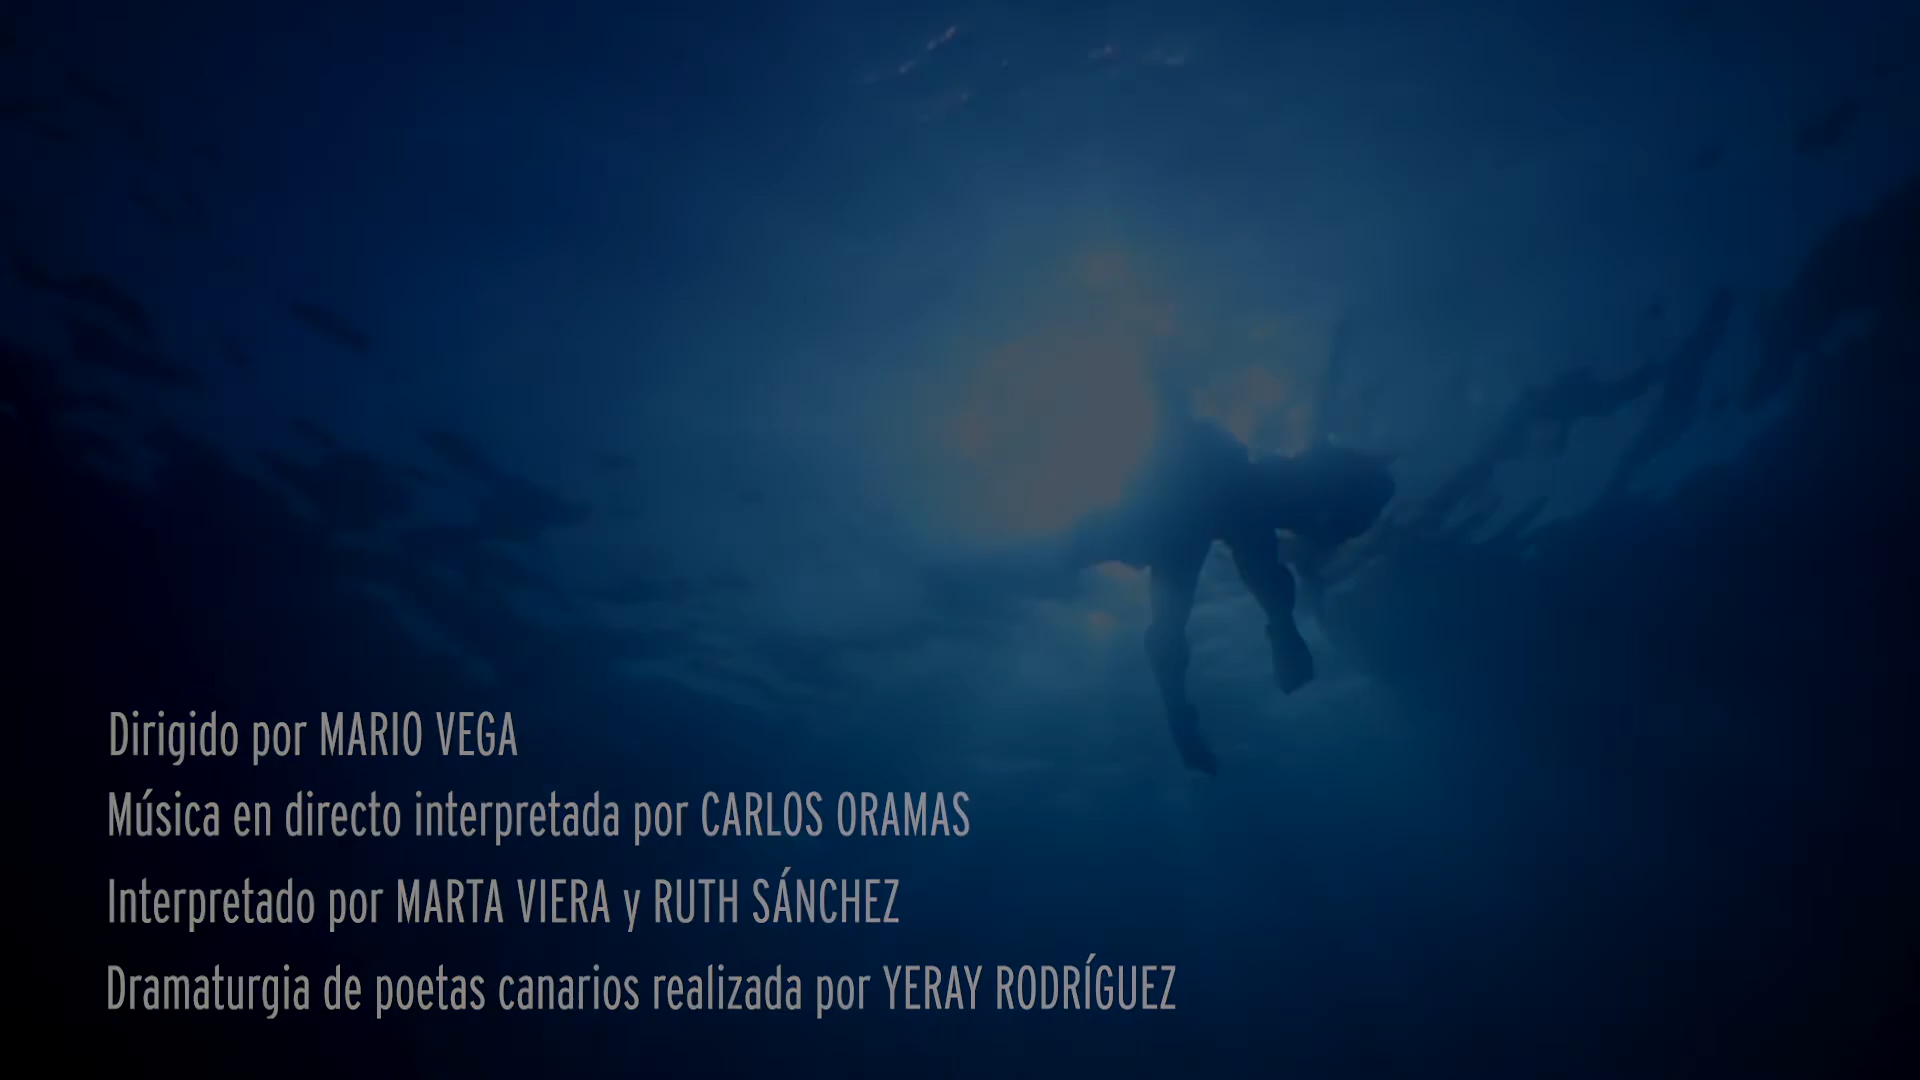 Dirigido por MARIO VEGA
Música en directo interpretada por CARLOS ORAMAS
Interpretado por MARTA VIERA y RUTH SÁNCHEZ
Dramaturgia de poetas canarios realizada por YERAY RODRÍGUEZ